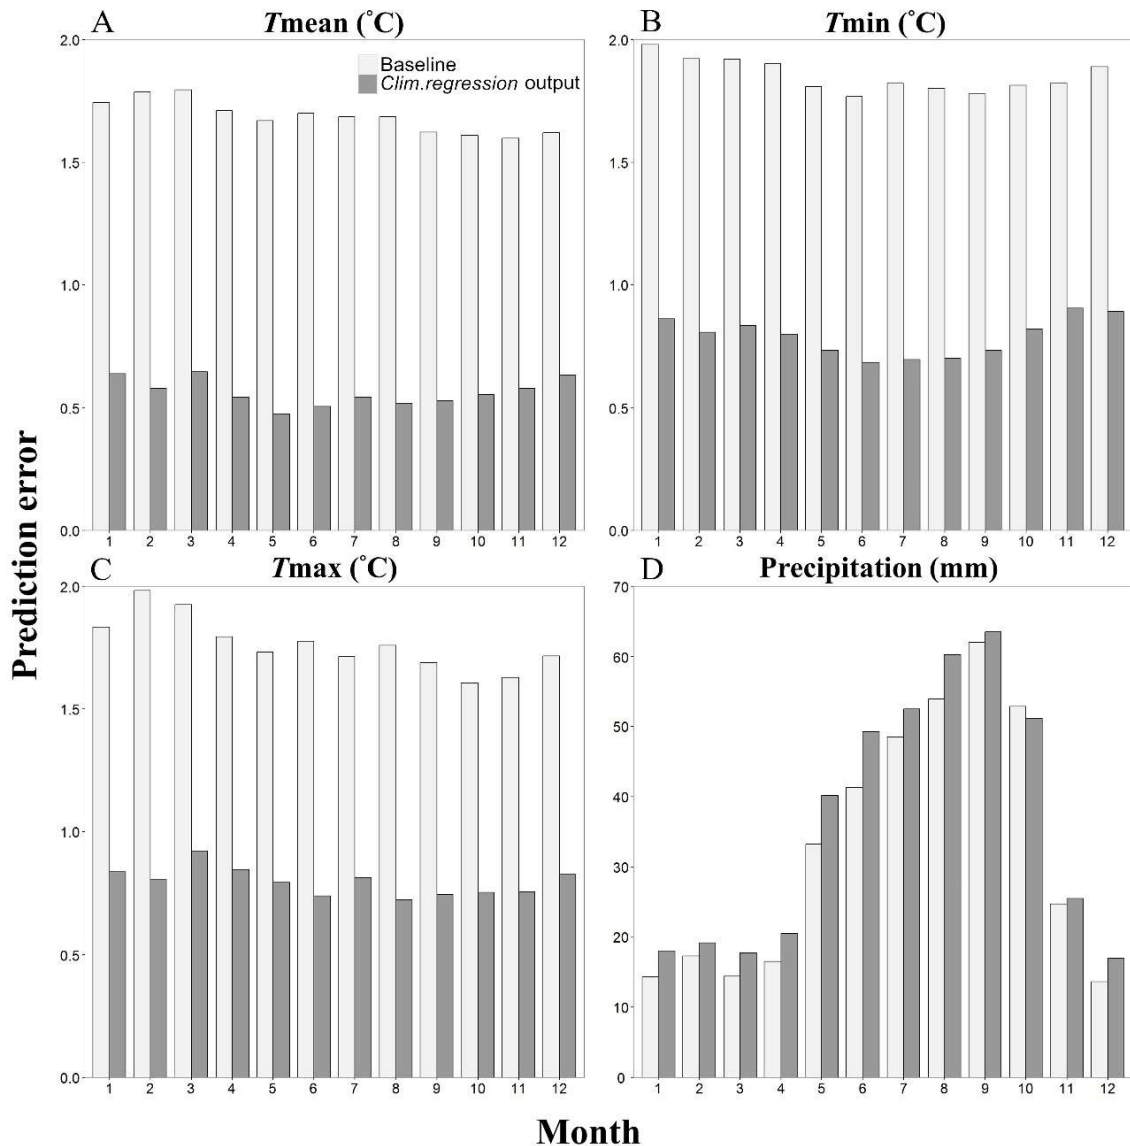 A
Tmean (˚C)
2.0
1.5
1.0
0.5
0.0
Baseline
Clim.regression output
1 2 3 4 5 6 7 8 9 10 11 12
B
Tmin (˚C)
2.0
1.5
1.0
0.5
0.0
1 2 3 4 5 6 7 8 9 10 11 12
Prediction error
C
Tmax (˚C)
2.0
1.5
1.0
0.5
0.0
1 2 3 4 5 6 7 8 9 10 11 12
D
Precipitation (mm)
70
60
50
40
30
20
10
0
1 2 3 4 5 6 7 8 9 10 11 12
Month